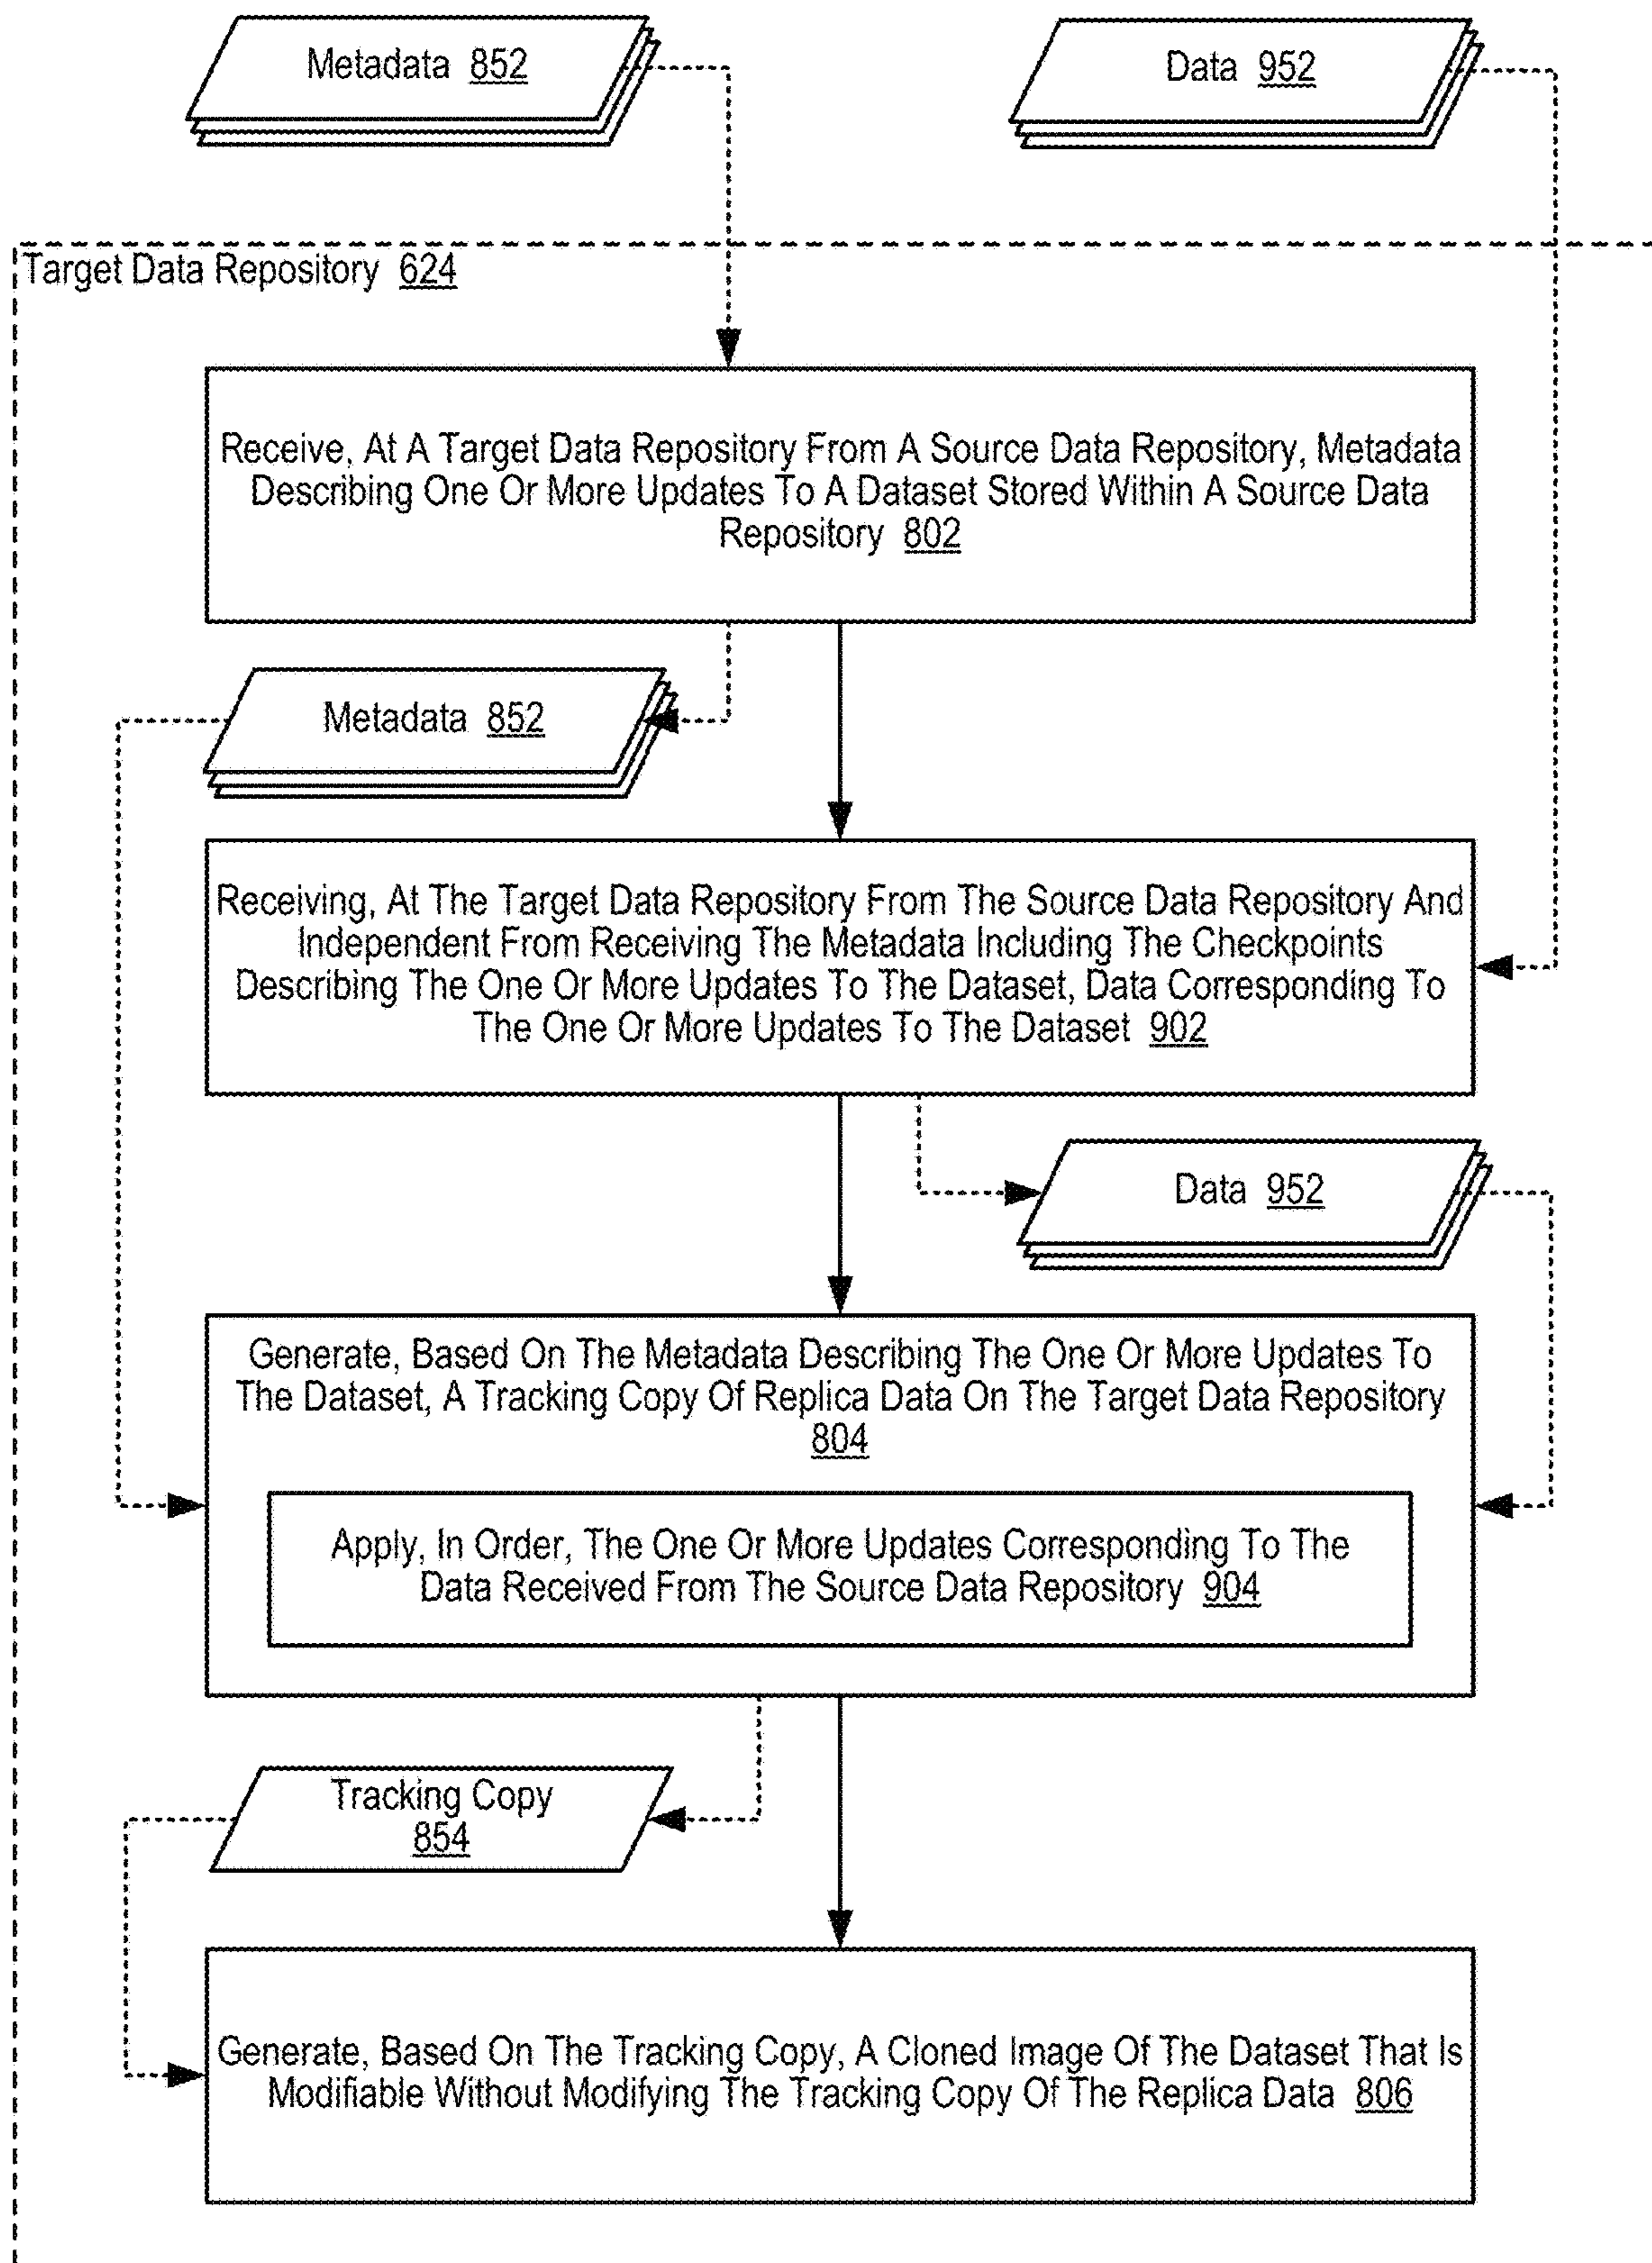 Metadata 852
Data 952
Target Data Repository 624
Receive, At A Target Data Repository From A Source Data Repository, Metadata
Describing One Or More Updates To A Dataset Stored Within A Source Data
Repository 802
Metadata 852
Receiving, At The Target Data Repository From The Source Data Repository And
Independent From Receiving The Metadata Including The Checkpoints
Describing The One Or More Updates To The Dataset, Data Corresponding To
The One Or More Updates To The Dataset 902
Data 952
Generate, Based On The Metadata Describing The One Or More Updates To
The Dataset, A Tracking Copy Of Replica Data On The Target Data Repository
804
Apply, In Order, The One Or More Updates Corresponding To The
Data Received From The Source Data Repository 904
Tracking Copy
854
Generate, Based On The Tracking Copy, A Cloned Image Of The Dataset That Is
Modifiable Without Modifying The Tracking Copy Of The Replica Data 806